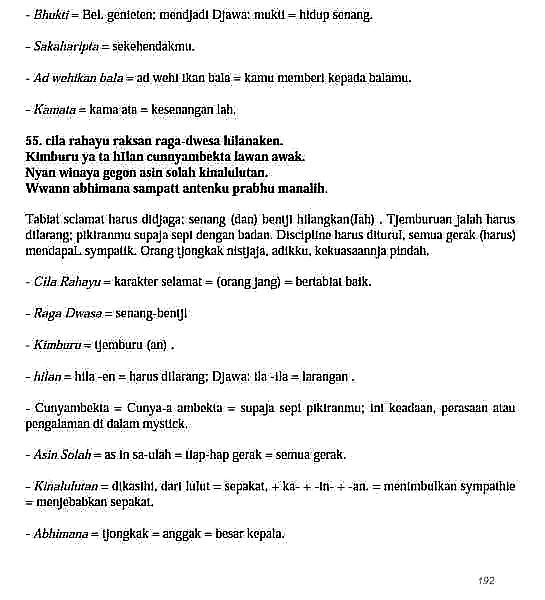 - Bhukti = Bel. genieten; mendjadi Djawa: mukti = hidup senang.
- Sakaharipta = sekehendakmu.
- Ad wehikan bala = ad wehi ikan bala = kamu memberi kepada balamu.
- Kamata = kama ata = kesenangan lah.
55. cila rahayu raksan raga-dwesa hilanaken.
Kimburu ya ta hIlan cunnyambekta lawan awak.
Nyan winaya gegon asin solah kinalulutan.
Wwann abhimana sampatt antenku prabhu manalih.
Tabiat sclamat harus didjaga; senang (dan) bentji hilangkan(lah) . Tjemburuan jalah harus
dilarang; pikiranmu supaja sepi dengan badan. Discipline harus diturul, semua gerak (harus)
mendapaL sympatik. Orang tjongkak nistjaja, adikku, kekuasaannja pindah.
- Cila Rahayu = karakter selamat = (orang jang) = bertabiat baik.
- Raga Dwasa = senang-bentji
- Kimburu = tjemburu (an) .
- hilan = hila -en = harus dilarang; Djawa: ila -ila = larangan .
- Cunyambekta = Cunya-a ambekta = supaja sepi pikiranmu; ini keadaan, perasaan atau
pengalaman di dalam mystick.
- Asin Solah = as in sa-ulah = tiap-hap gerak = semua gerak.
- Kinalulutan = dikasihi, dari lulut = sepakat, + ka- + -in- + -an. = menimbulkan sympathie
= menjebabkan sepakat.
- Abhimana = tjongkak = anggak = besar kepala.
192